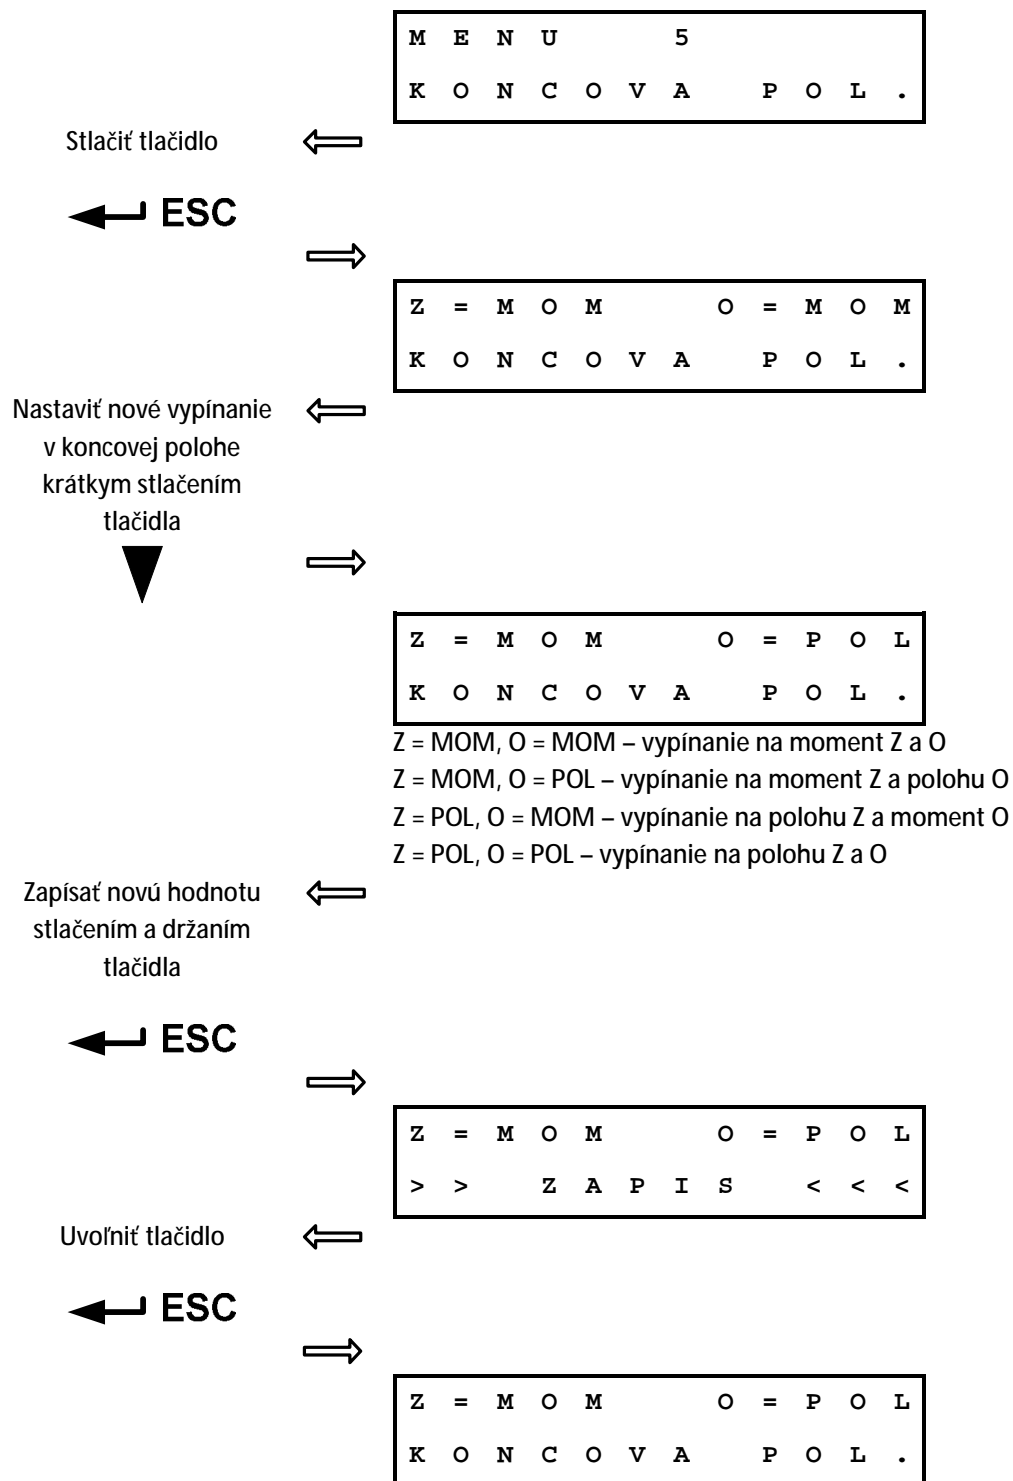 MENU 5
KONCOVA POL.
Stlačiť tlačidlo
ESC
Z=MOM O=MOM
KONCOVA POL.
Nastaviť nové vypínanie
v koncovej polohe
krátkym stlačením
tlačidla
Z=MOM O=POL
KONCOVA POL.
Z = MOM, O = MOM – vypínanie na moment Z a O
Z = MOM, O = POL – vypínanie na moment Z a polohu O
Z = POL, O = MOM – vypínanie na polohu Z a moment O
Z = POL, O = POL – vypínanie na polohu Z a O
Zapísať novú hodnotu
stlačením a držaním
tlačidla
ESC
Z=MOM O=POL
>> ZAPIS <<<
Uvoľniť tlačidlo
ESC
Z=MOM O=POL
KONCOVA POL.